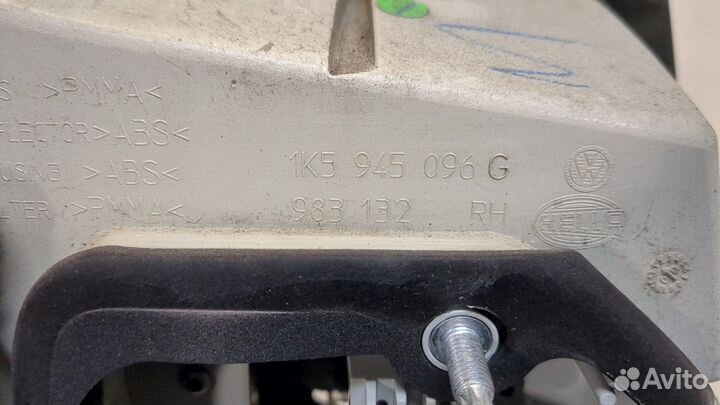 S >PMMA<
FLECTOR>ABS<
USING >ABS<
LTER >PMMA<
1K5 945 096 G
983 132 RH
HELLA
Avito